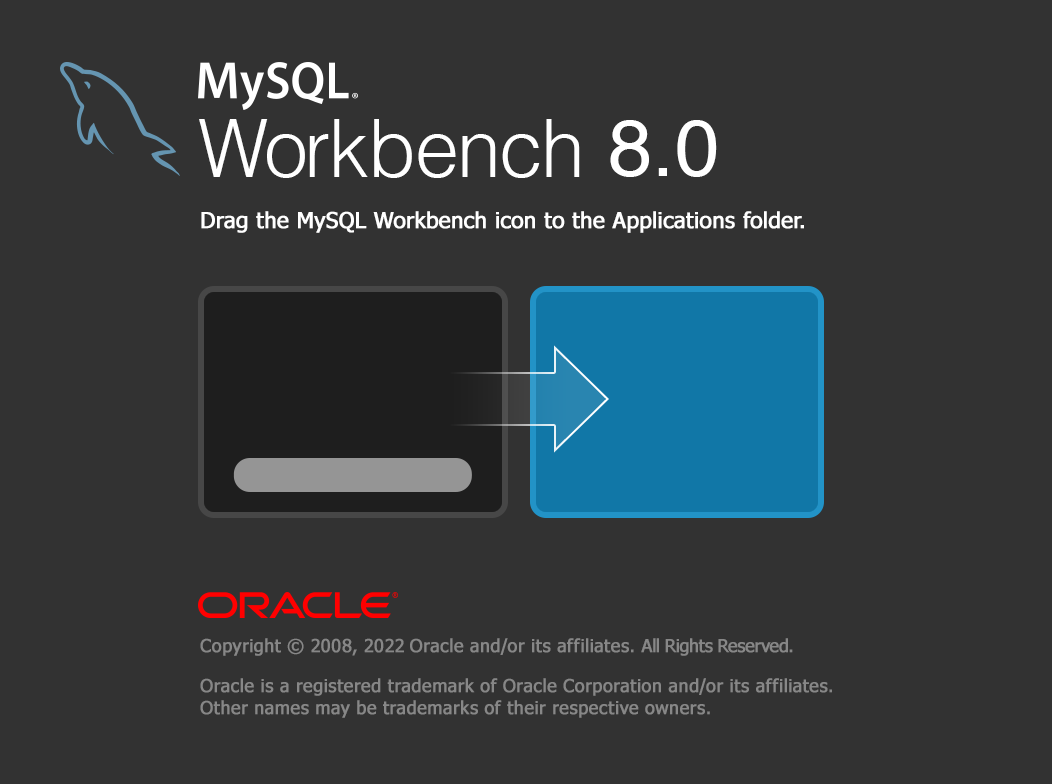 MySQL®
Workbench 8.0
Drag the MySQL Workbench icon to the Applications folder.
ORACLE®
Copyright © 2008, 2022 Oracle and/or its affiliates. All Rights Reserved.
Oracle is a registered trademark of Oracle Corporation and/or its affiliates.
Other names may be trademarks of their respective owners.